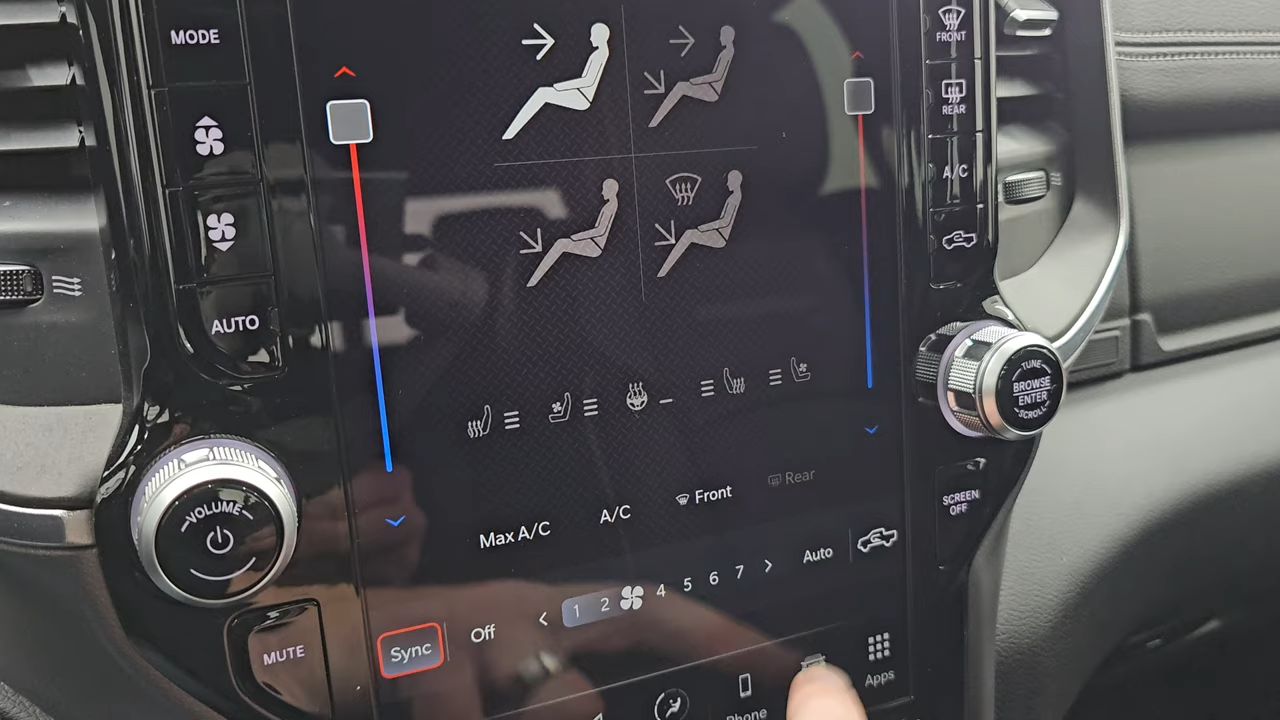 MODE
AUTO
VOLUME
MUTE
FRONT
REAR
A/C
TUNE
BROWSE
ENTER
SCROLL
SCREEN
OFF
Max A/C
A/C
Front
Rear
Sync
Off
1 2 4 5 6 7
Auto
Phone
Apps